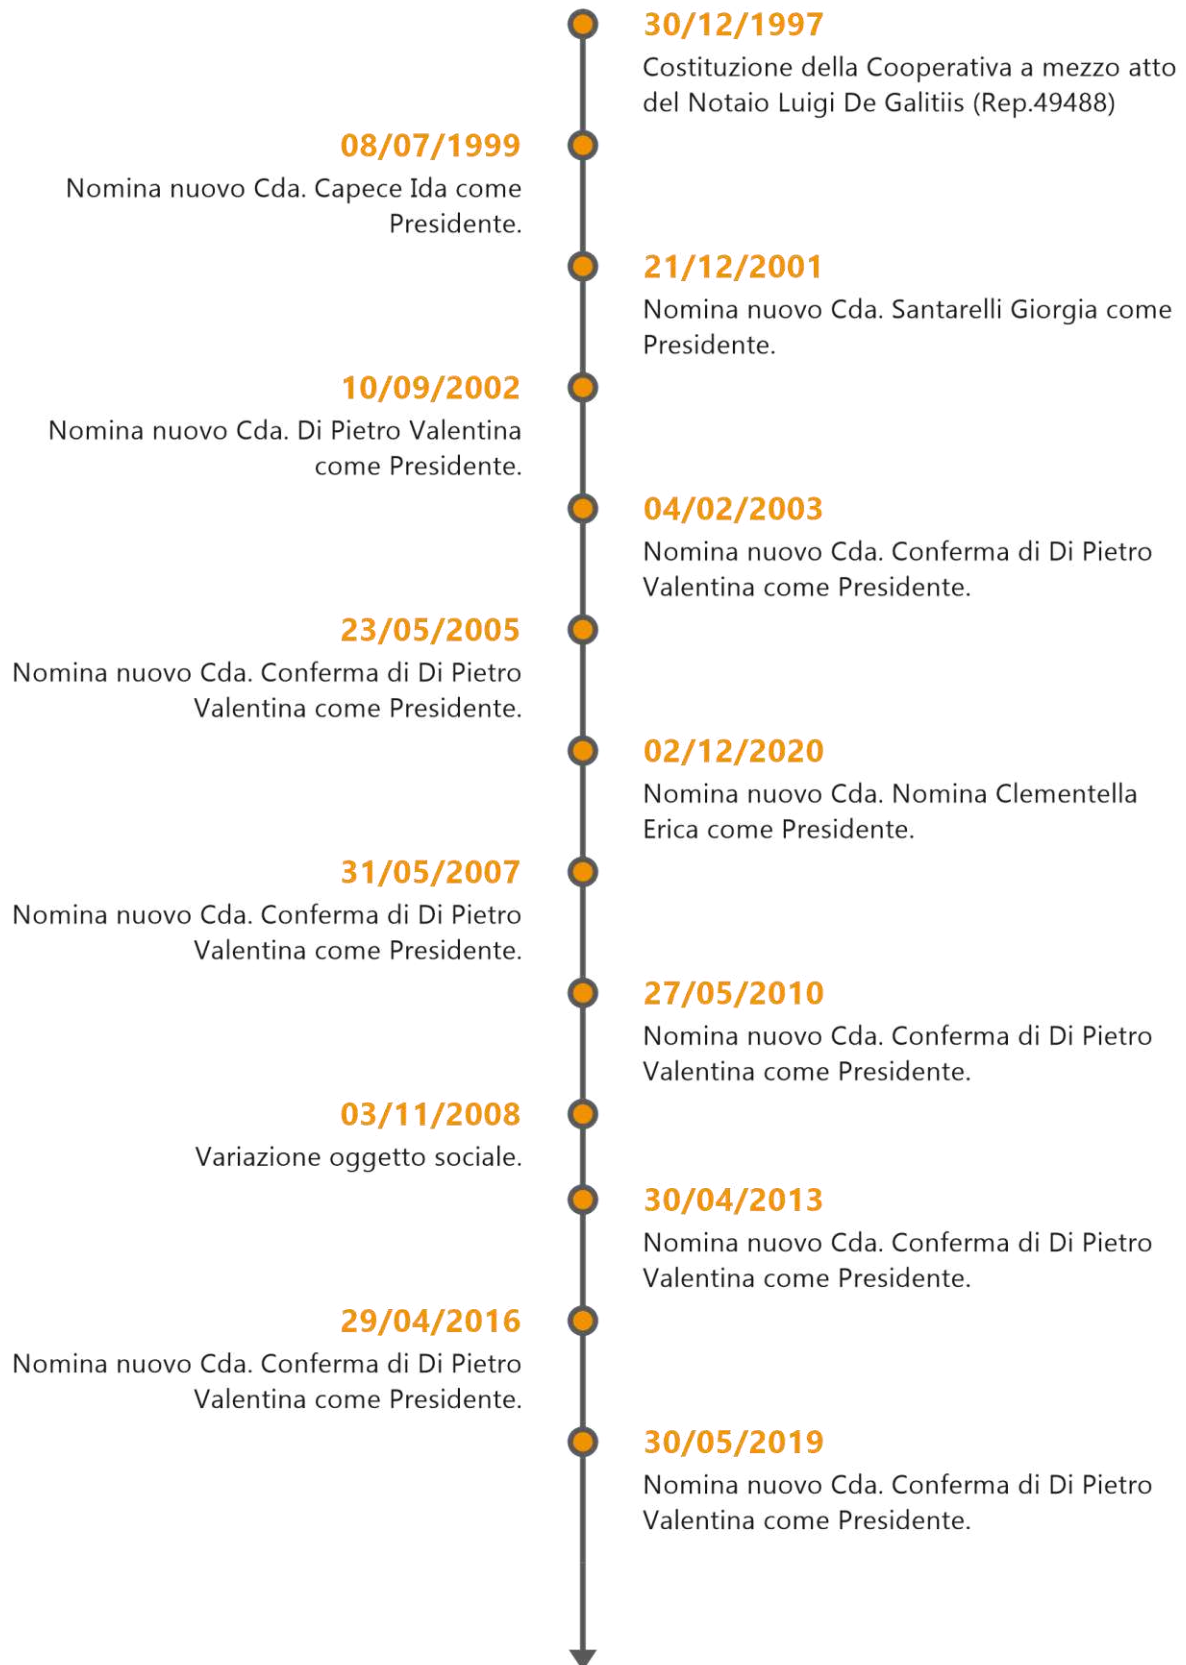 30/12/1997
Costituzione della Cooperativa a mezzo atto
del Notaio Luigi De Galitiis (Rep.49488)
08/07/1999
Nomina nuovo Cda. Capece Ida come
Presidente.
21/12/2001
Nomina nuovo Cda. Santarelli Giorgia come
Presidente.
10/09/2002
Nomina nuovo Cda. Di Pietro Valentina
come Presidente.
04/02/2003
Nomina nuovo Cda. Conferma di Di Pietro
Valentina come Presidente.
23/05/2005
Nomina nuovo Cda. Conferma di Di Pietro
Valentina come Presidente.
02/12/2020
Nomina nuovo Cda. Nomina Clementella
Erica come Presidente.
31/05/2007
Nomina nuovo Cda. Conferma di Di Pietro
Valentina come Presidente.
27/05/2010
Nomina nuovo Cda. Conferma di Di Pietro
Valentina come Presidente.
03/11/2008
Variazione oggetto sociale.
30/04/2013
Nomina nuovo Cda. Conferma di Di Pietro
Valentina come Presidente.
29/04/2016
Nomina nuovo Cda. Conferma di Di Pietro
Valentina come Presidente.
30/05/2019
Nomina nuovo Cda. Conferma di Di Pietro
Valentina come Presidente.